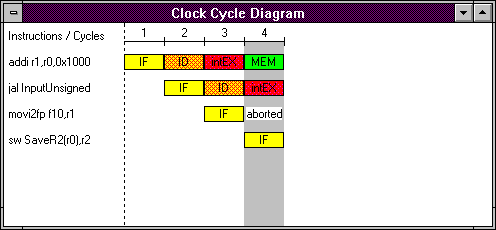 Clock Cycle Diagram
Instructions / Cycles 1 2 3 4
addi r1,r0,0x1000 IF ID intEX MEM
jal InputUnsigned IF ID intEX
movi2fp f10,r1 IF aborted
sw SaveR2(r0),r2 IF